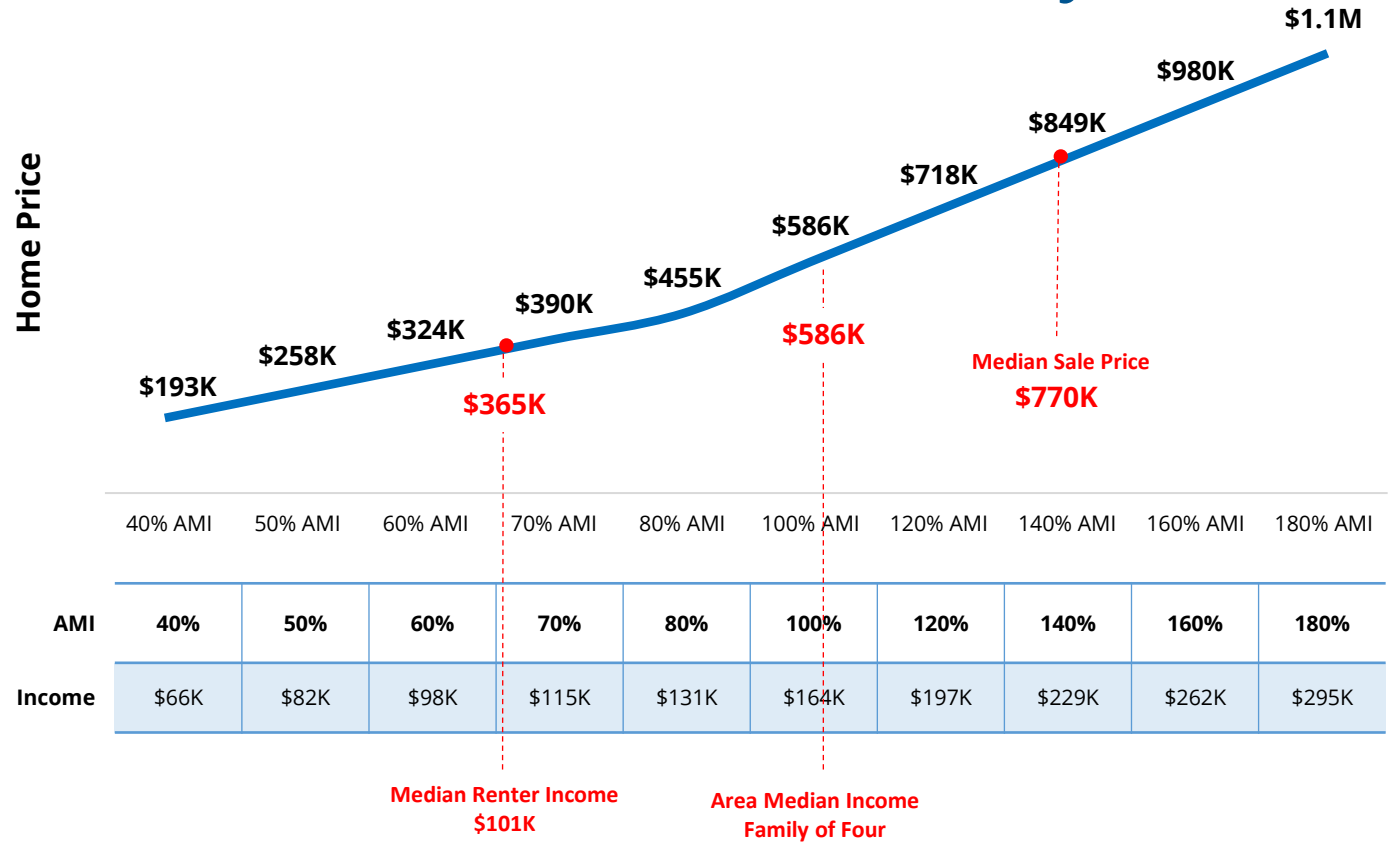 $1.1M
$980K
$849K
$718K
$586K
$455K
$390K
$324K
$258K
$193K
Home Price
$365K
$586K
Median Sale Price
$770K
40% AMI 50% AMI 60% AMI 70% AMI 80% AMI 100% AMI 120% AMI 140% AMI 160% AMI 180% AMI
AMI 40% 50% 60% 70% 80% 100% 120% 140% 160% 180%
Income $66K $82K $98K $115K $131K $164K $197K $229K $262K $295K
Median Renter Income
$101K
Area Median Income
Family of Four